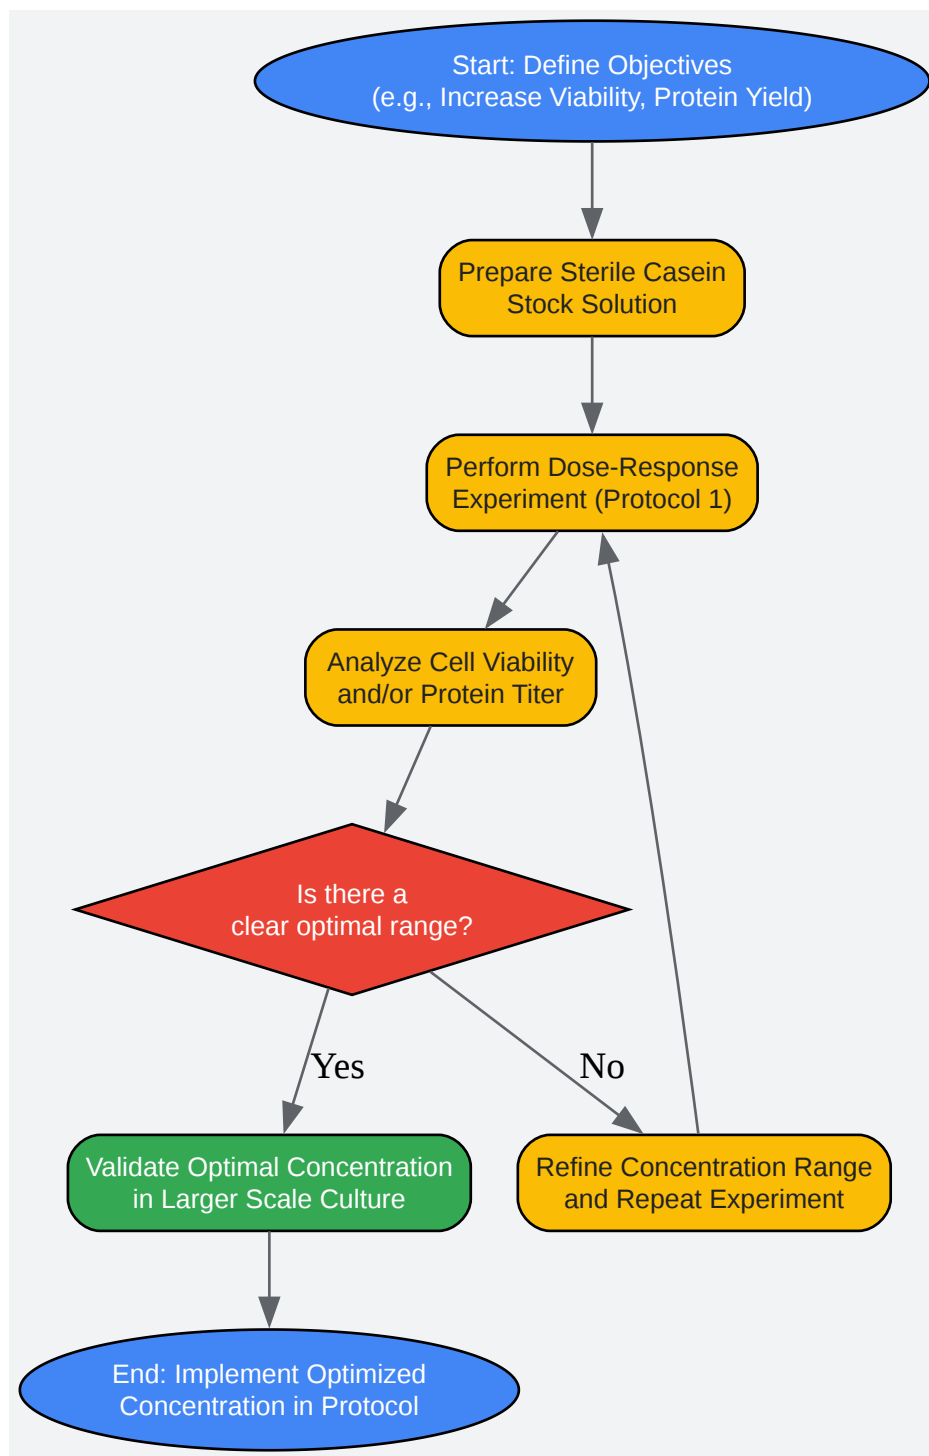 Start: Define Objectives
(e.g., Increase Viability, Protein Yield)
Prepare Sterile Casein
Stock Solution
Perform Dose-Response
Experiment (Protocol 1)
Analyze Cell Viability
and/or Protein Titer
Is there a
clear optimal range?
Yes
No
Validate Optimal Concentration
in Larger Scale Culture
Refine Concentration Range
and Repeat Experiment
End: Implement Optimized
Concentration in Protocol